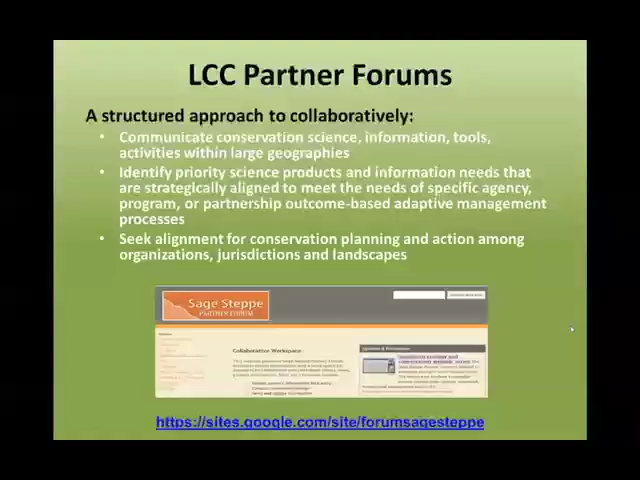 LCC Partner Forums
A structured approach to collaboratively:
• Communicate conservation science, information, tools,
activities within large geographies
• Identify priority science products and information needs that
are strategically aligned to meet the needs of specific agency,
program, or partnership outcome-based adaptive management
processes
• Seek alignment for conservation planning and action among
organizations, jurisdictions and landscapes
Sage Steppe
PARTNER FORUM
Collaborative Workspace
https://sites.google.com/site/forumsagesteppe